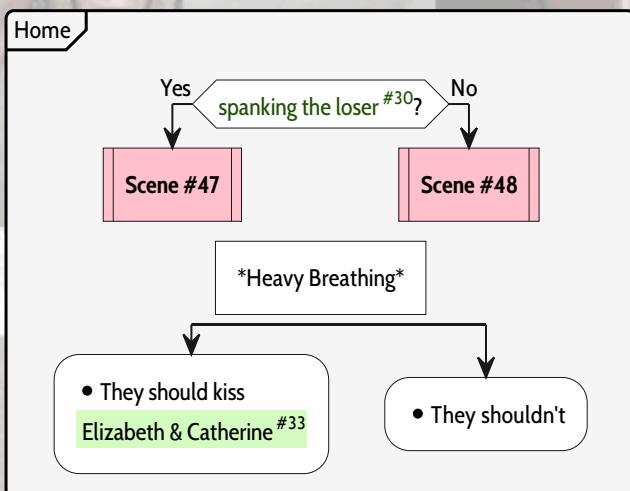 Home
Yes
spanking the loser #30?
No
Scene #47
Scene #48
*Heavy Breathing*
• They should kiss
Elizabeth & Catherine #33
• They shouldn't